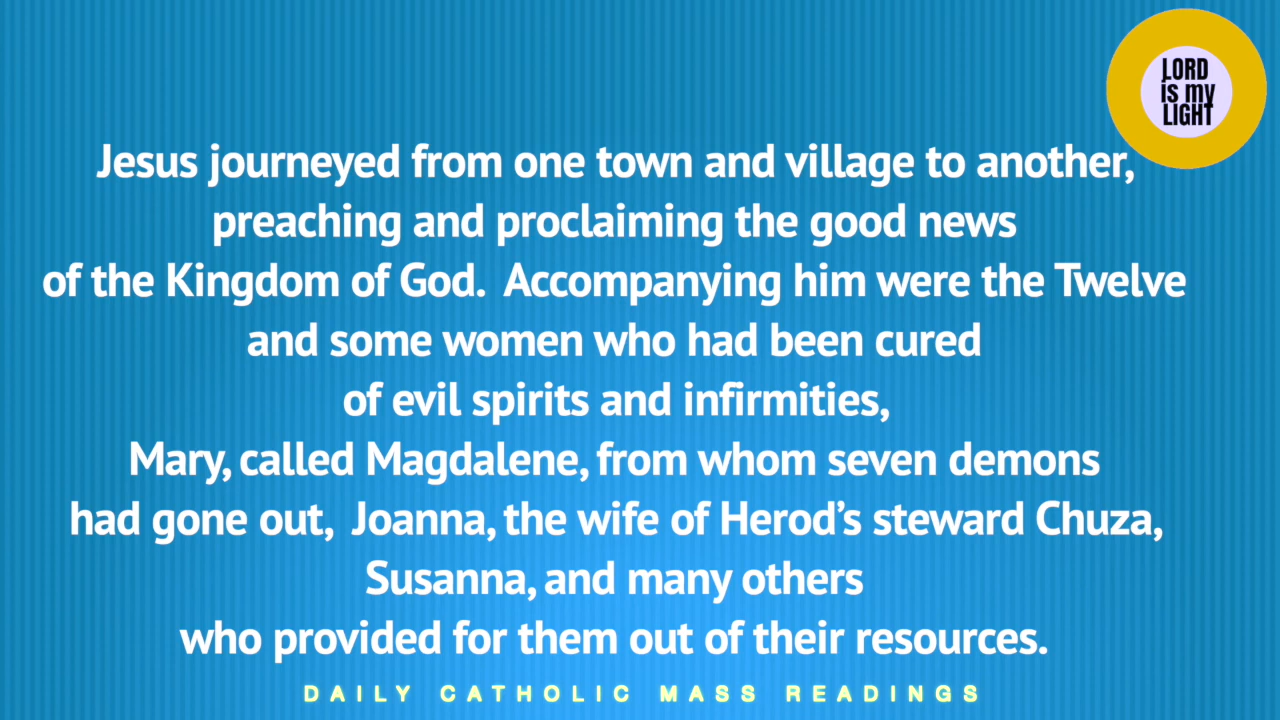 LORD
is my
LIGHT
Jesus journeyed from one town and village to another,
preaching and proclaiming the good news
of the Kingdom of God.  Accompanying him were the Twelve
and some women who had been cured
of evil spirits and infirmities,
Mary, called Magdalene, from whom seven demons
had gone out,  Joanna, the wife of Herod’s steward Chuza,
Susanna, and many others
who provided for them out of their resources.
DAILY CATHOLIC MASS READINGS